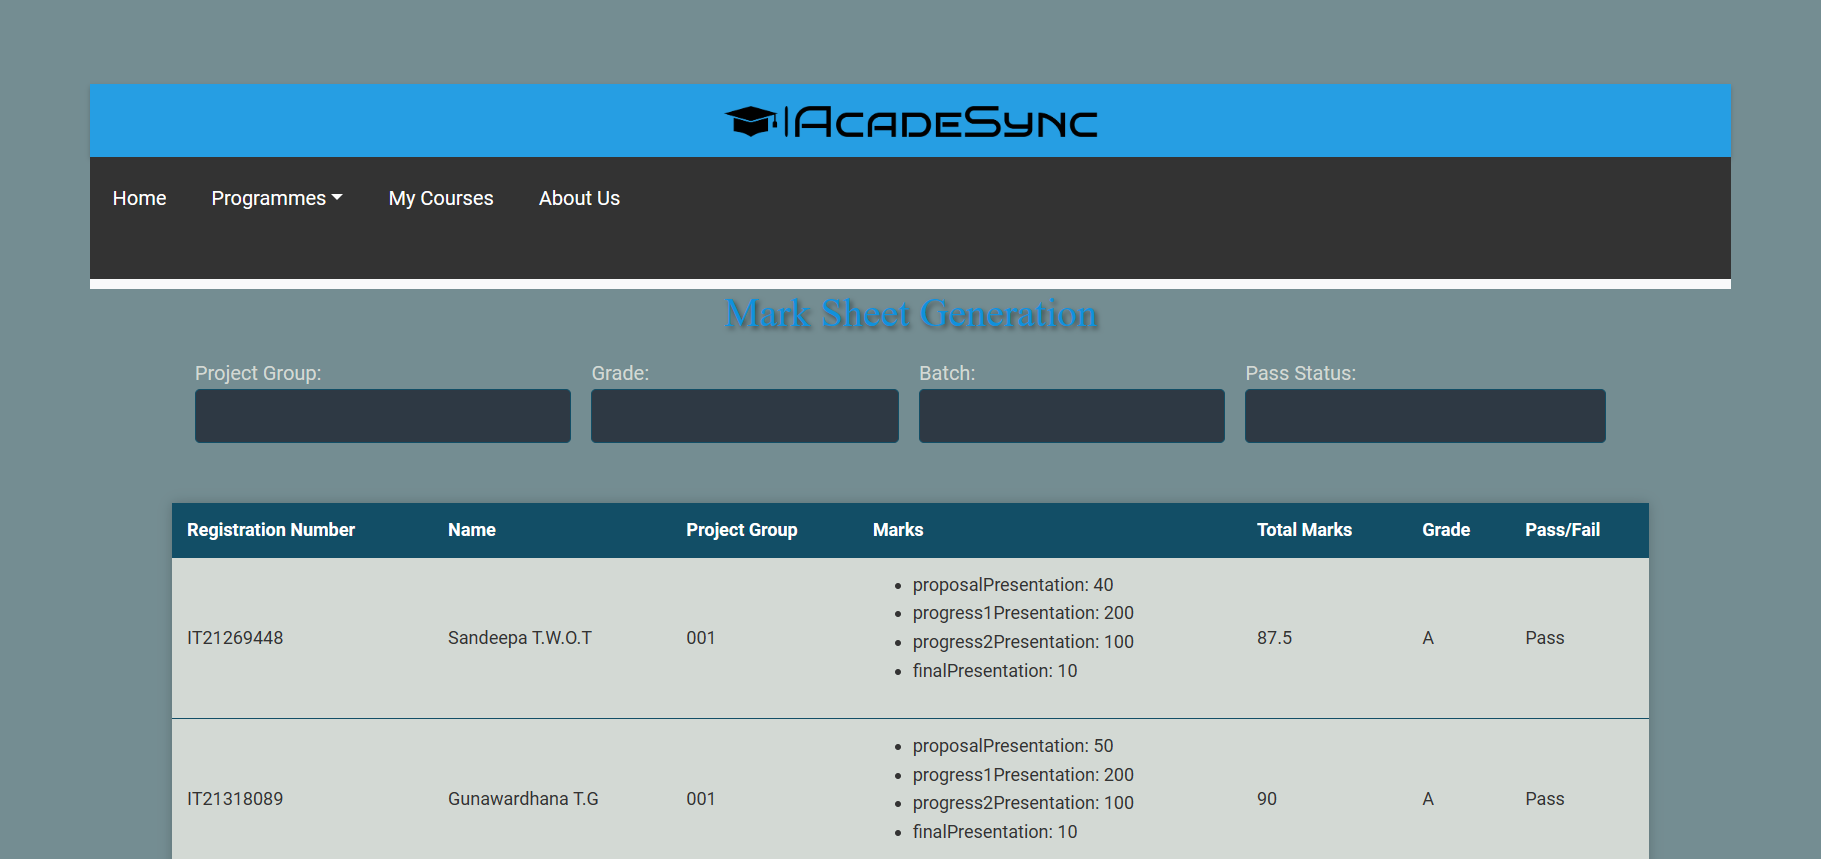 AcadeSync
Home Programmes My Courses About Us
Mark Sheet Generation
Project Group: Grade: Batch: Pass Status:
Registration Number Name Project Group Marks Total Marks Grade Pass/Fail
proposalPresentation: 40
progress1Presentation: 200
IT21269448 Sandeepa T.W.O.T 001 87.5 A Pass
progress2Presentation: 100
finalPresentation: 10
proposalPresentation: 50
progress1Presentation: 200
IT21318089 Gunawardhana T.G 001 90 A Pass
progress2Presentation: 100
finalPresentation: 10